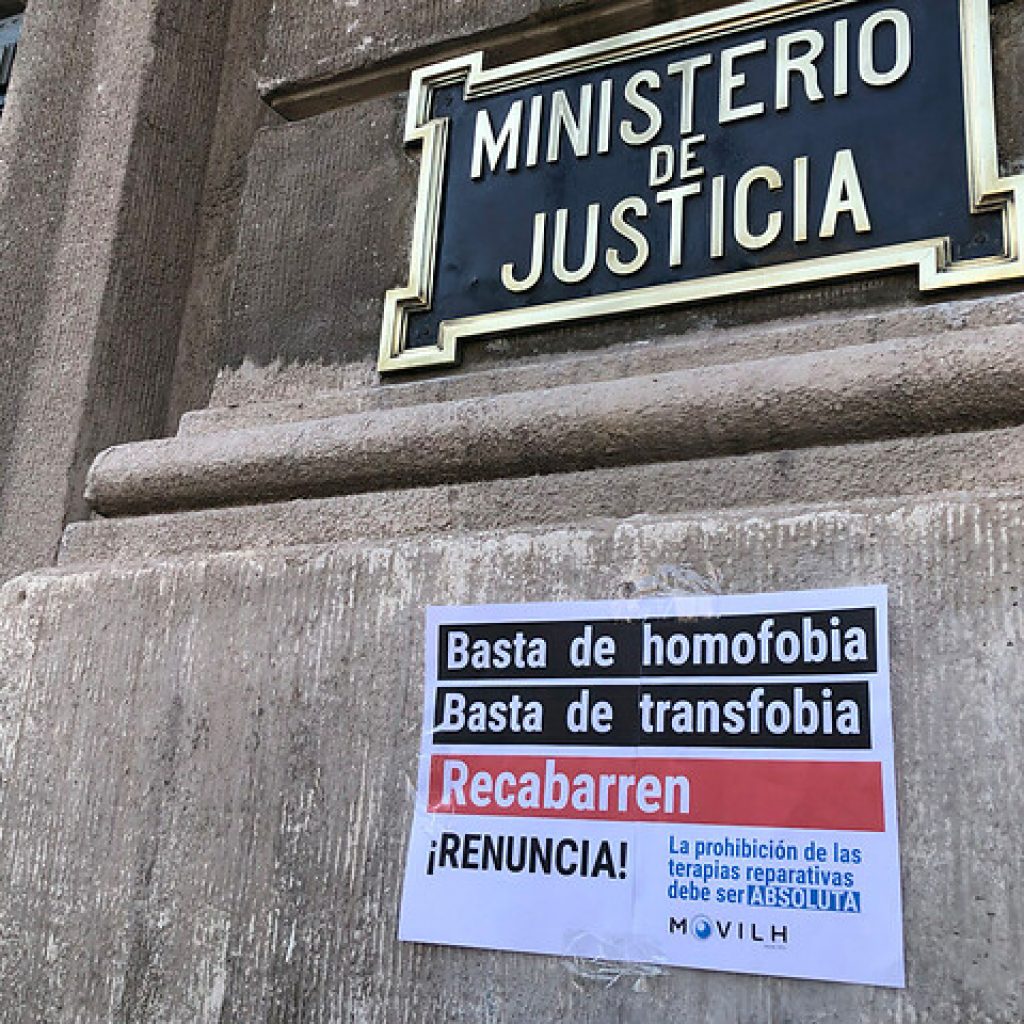 MINISTERIO
DE
JUSTICIA
Basta de homofobia
Basta de transfobia
Recabarren
¡RENUNCIA!
La prohibición de las
terapias reparativas
debe ser ABSOLUTA
MOVILH